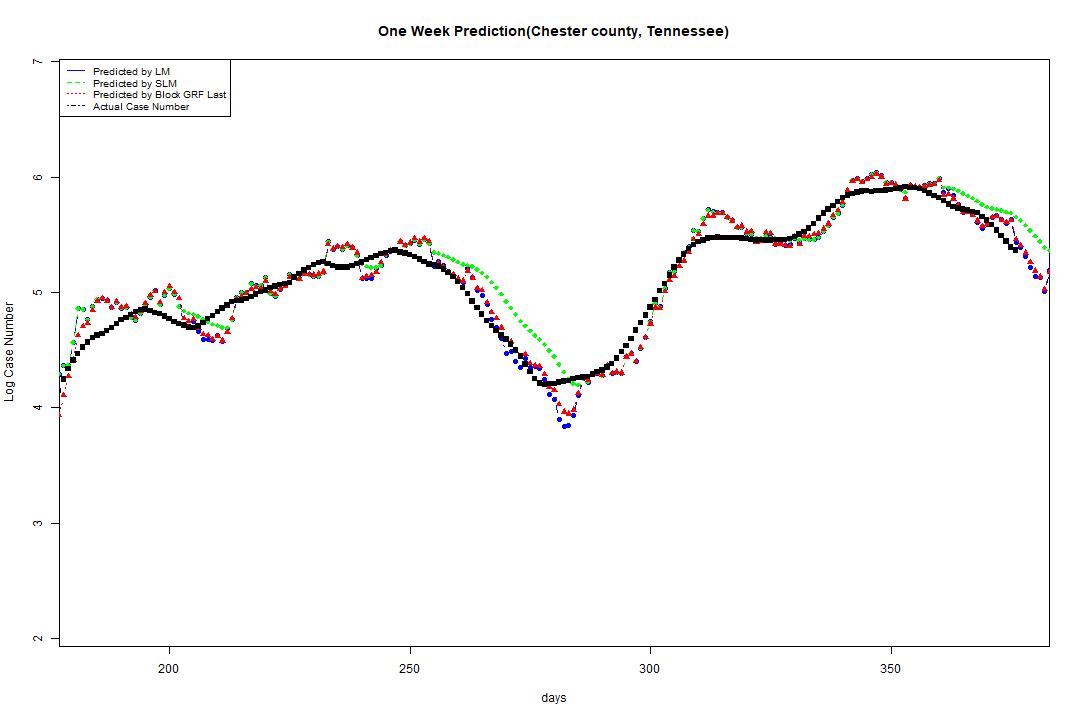 One Week Prediction(Chester county, Tennessee)
Predicted by LM
Predicted by SLM
Predicted by Block GRF Last
Actual Case Number
7
6
5
4
3
2
Log Case Number
200
250
300
350
days